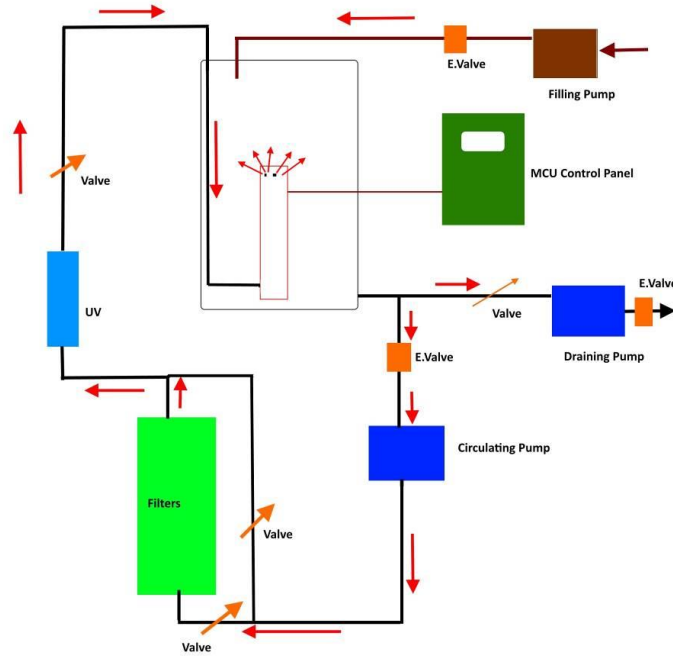 E.Valve
Filling Pump
MCU Control Panel
Valve
E.Valve
UV
Valve
Draining Pump
E.Valve
Circulating Pump
Filters
Valve
Valve